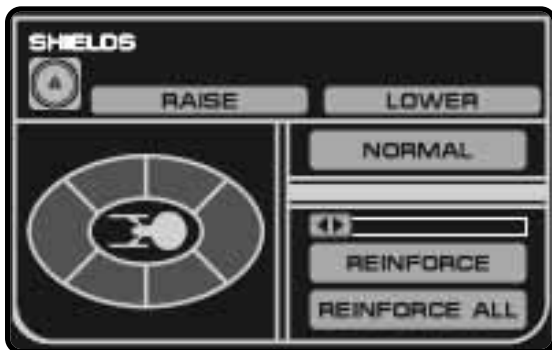 SHIELDS
A
RAISE LOWER
NORMAL
REINFORCE
REINFORCE ALL